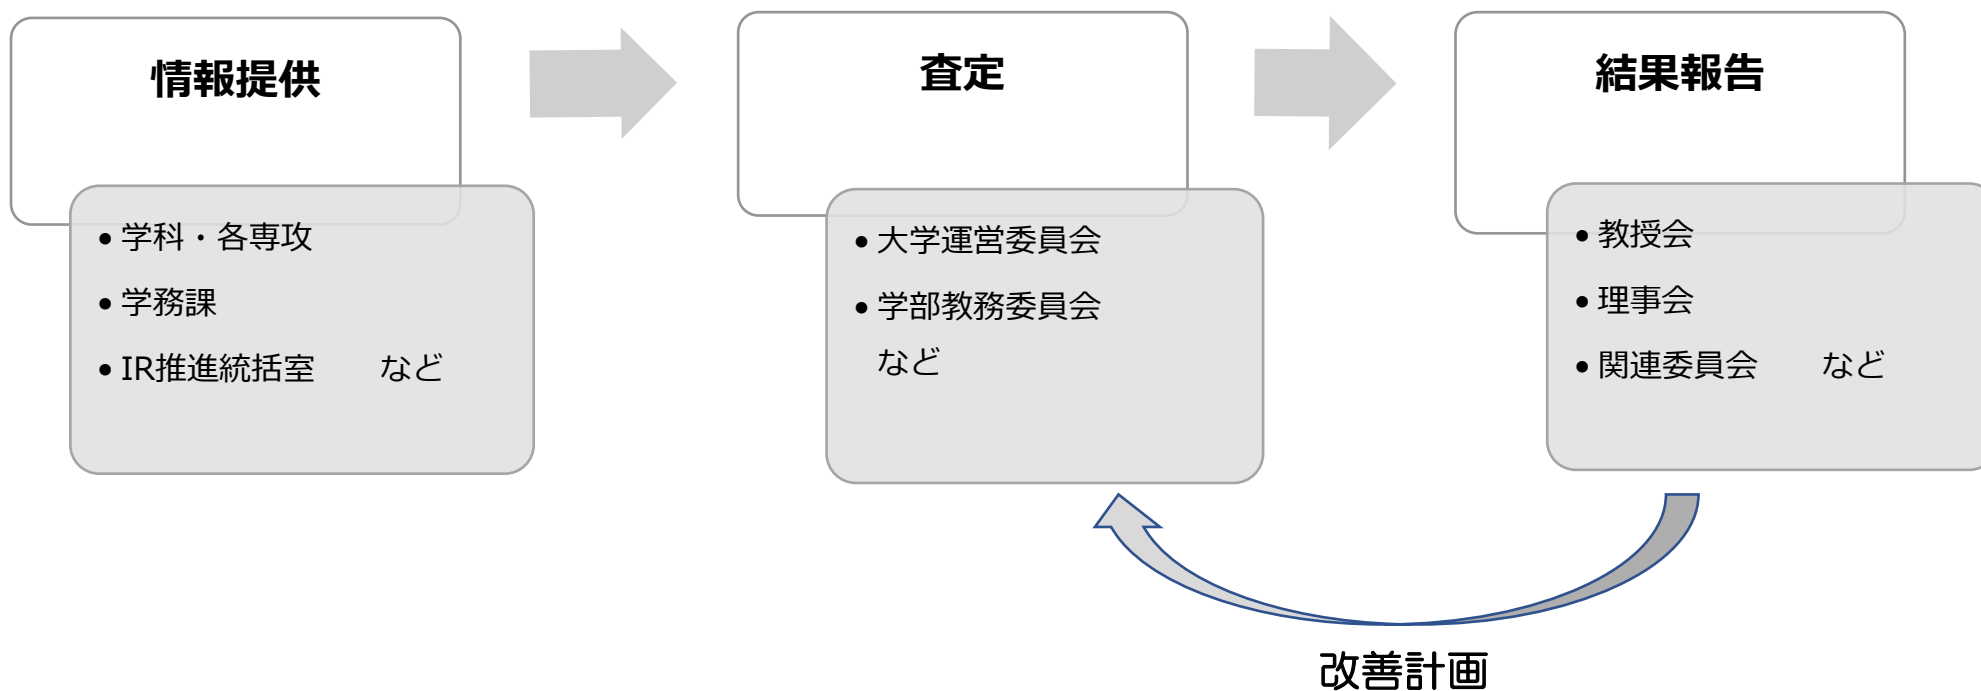 情報提供
• 学科・各専攻
• 学務課
• IR推進統括室　　など
査定
• 大学運営委員会
• 学部教務委員会
など
結果報告
• 教授会
• 理事会
• 関連委員会　　など
改善計画